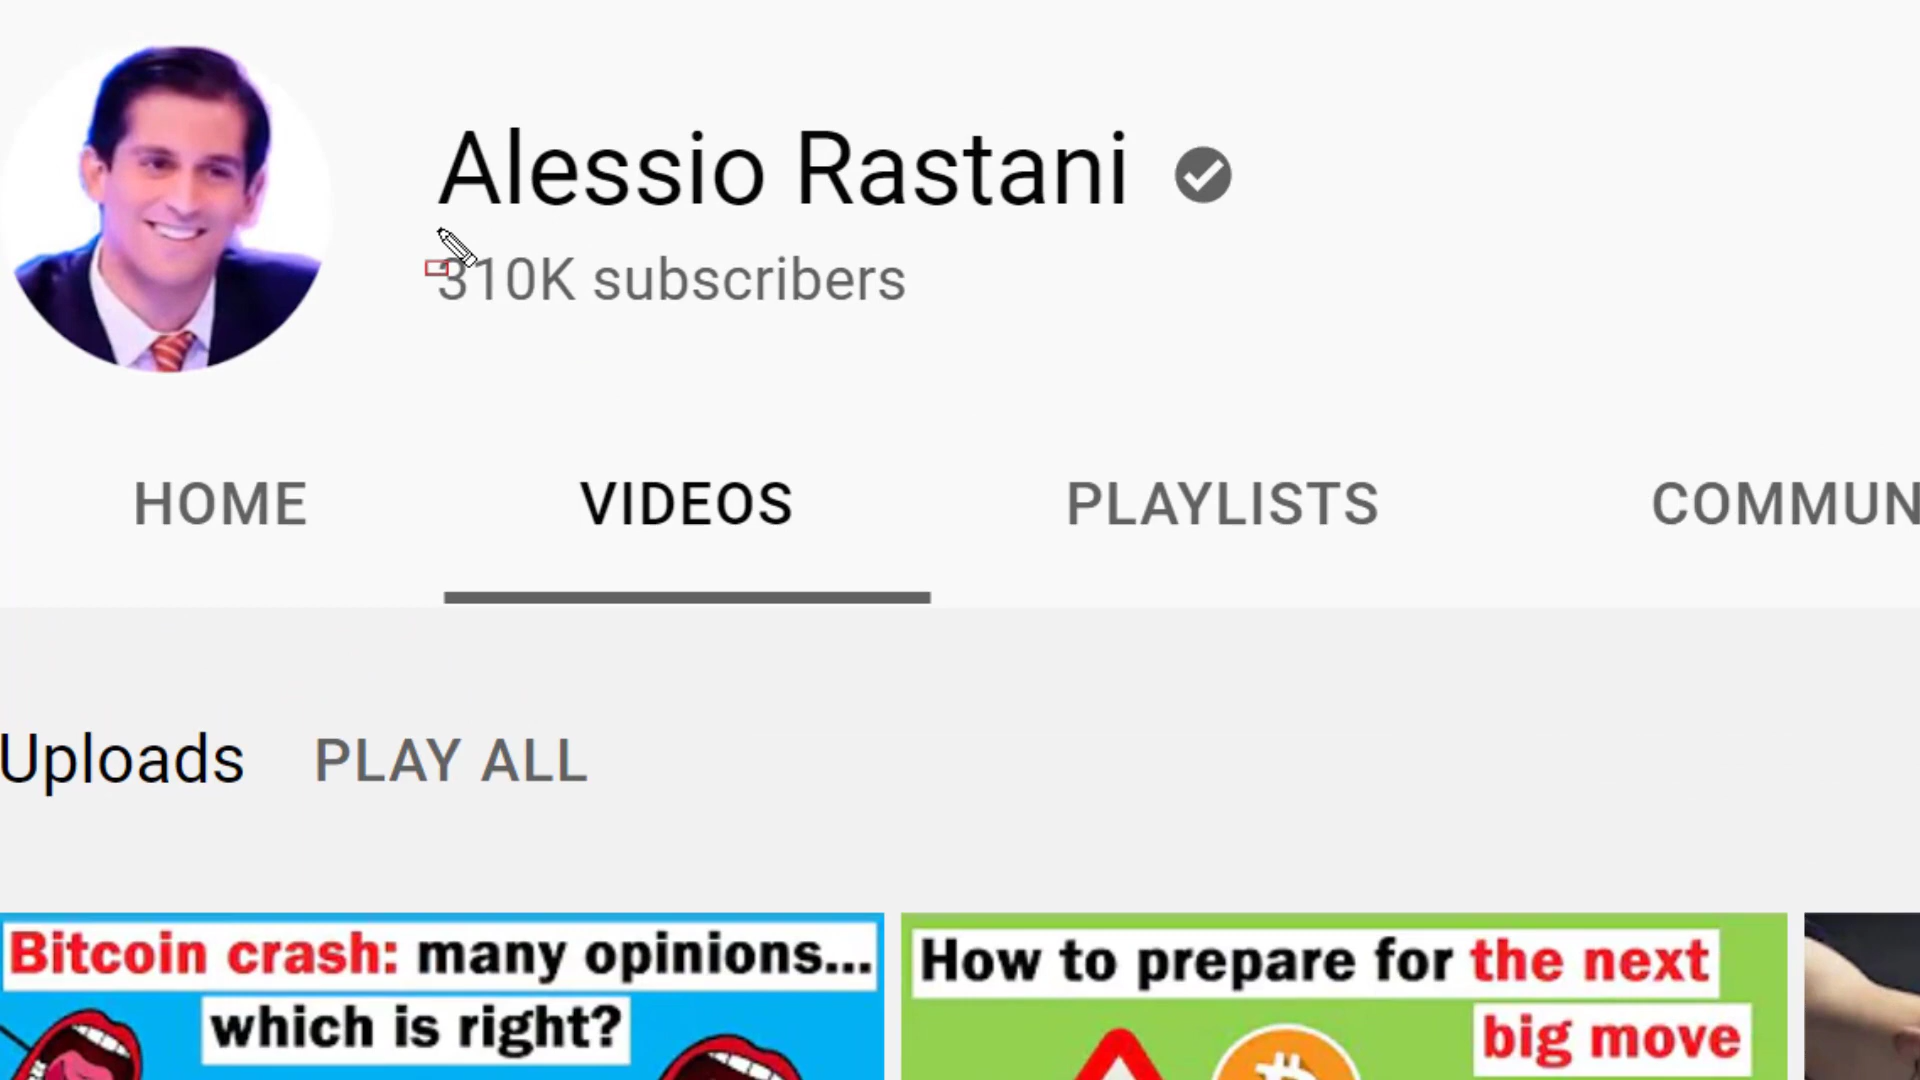 Alessio Rastani
310K subscribers
HOME VIDEOS PLAYLISTS COMMUN
Uploads PLAY ALL
Bitcoin crash: many opinions...
which is right?
How to prepare for the next
big move